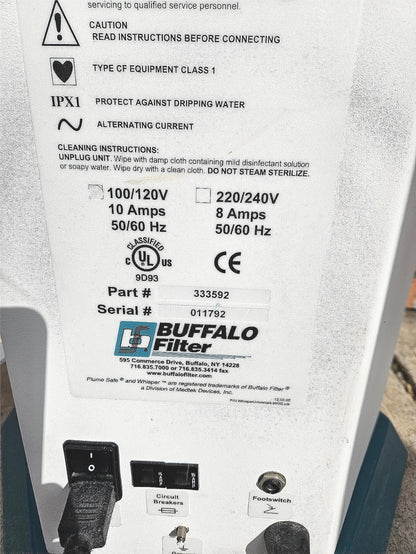 servicing to qualified service personnel.
CAUTION
READ INSTRUCTIONS BEFORE CONNECTING
TYPE CF EQUIPMENT CLASS 1
IPX1 PROTECT AGAINST DRIPPING WATER
ALTERNATING CURRENT
CLEANING INSTRUCTIONS:
UNPLUG UNIT. Wipe with damp cloth containing mild disinfectant solution
or soapy water. Wipe dry with a clean cloth. DO NOT STEAM STERILIZE.
100/120V 220/240V
10 Amps 8 Amps
50/60 Hz 50/60 Hz
CLASSIFIED
C UL US CE
9D93
Part # 333592
Serial # 011792
BUFFALO
Filter
595 Commerce Drive, Buffalo, NY 14228
716.835.7000 or 716.835.3414 fax
www.buffalofilter.com
Plume Safe® and Whisper ™ are registered trademarks of Buffalo Filter®
a Division of Medtek Devices, Inc.
Circuit
Breakers
Footswitch